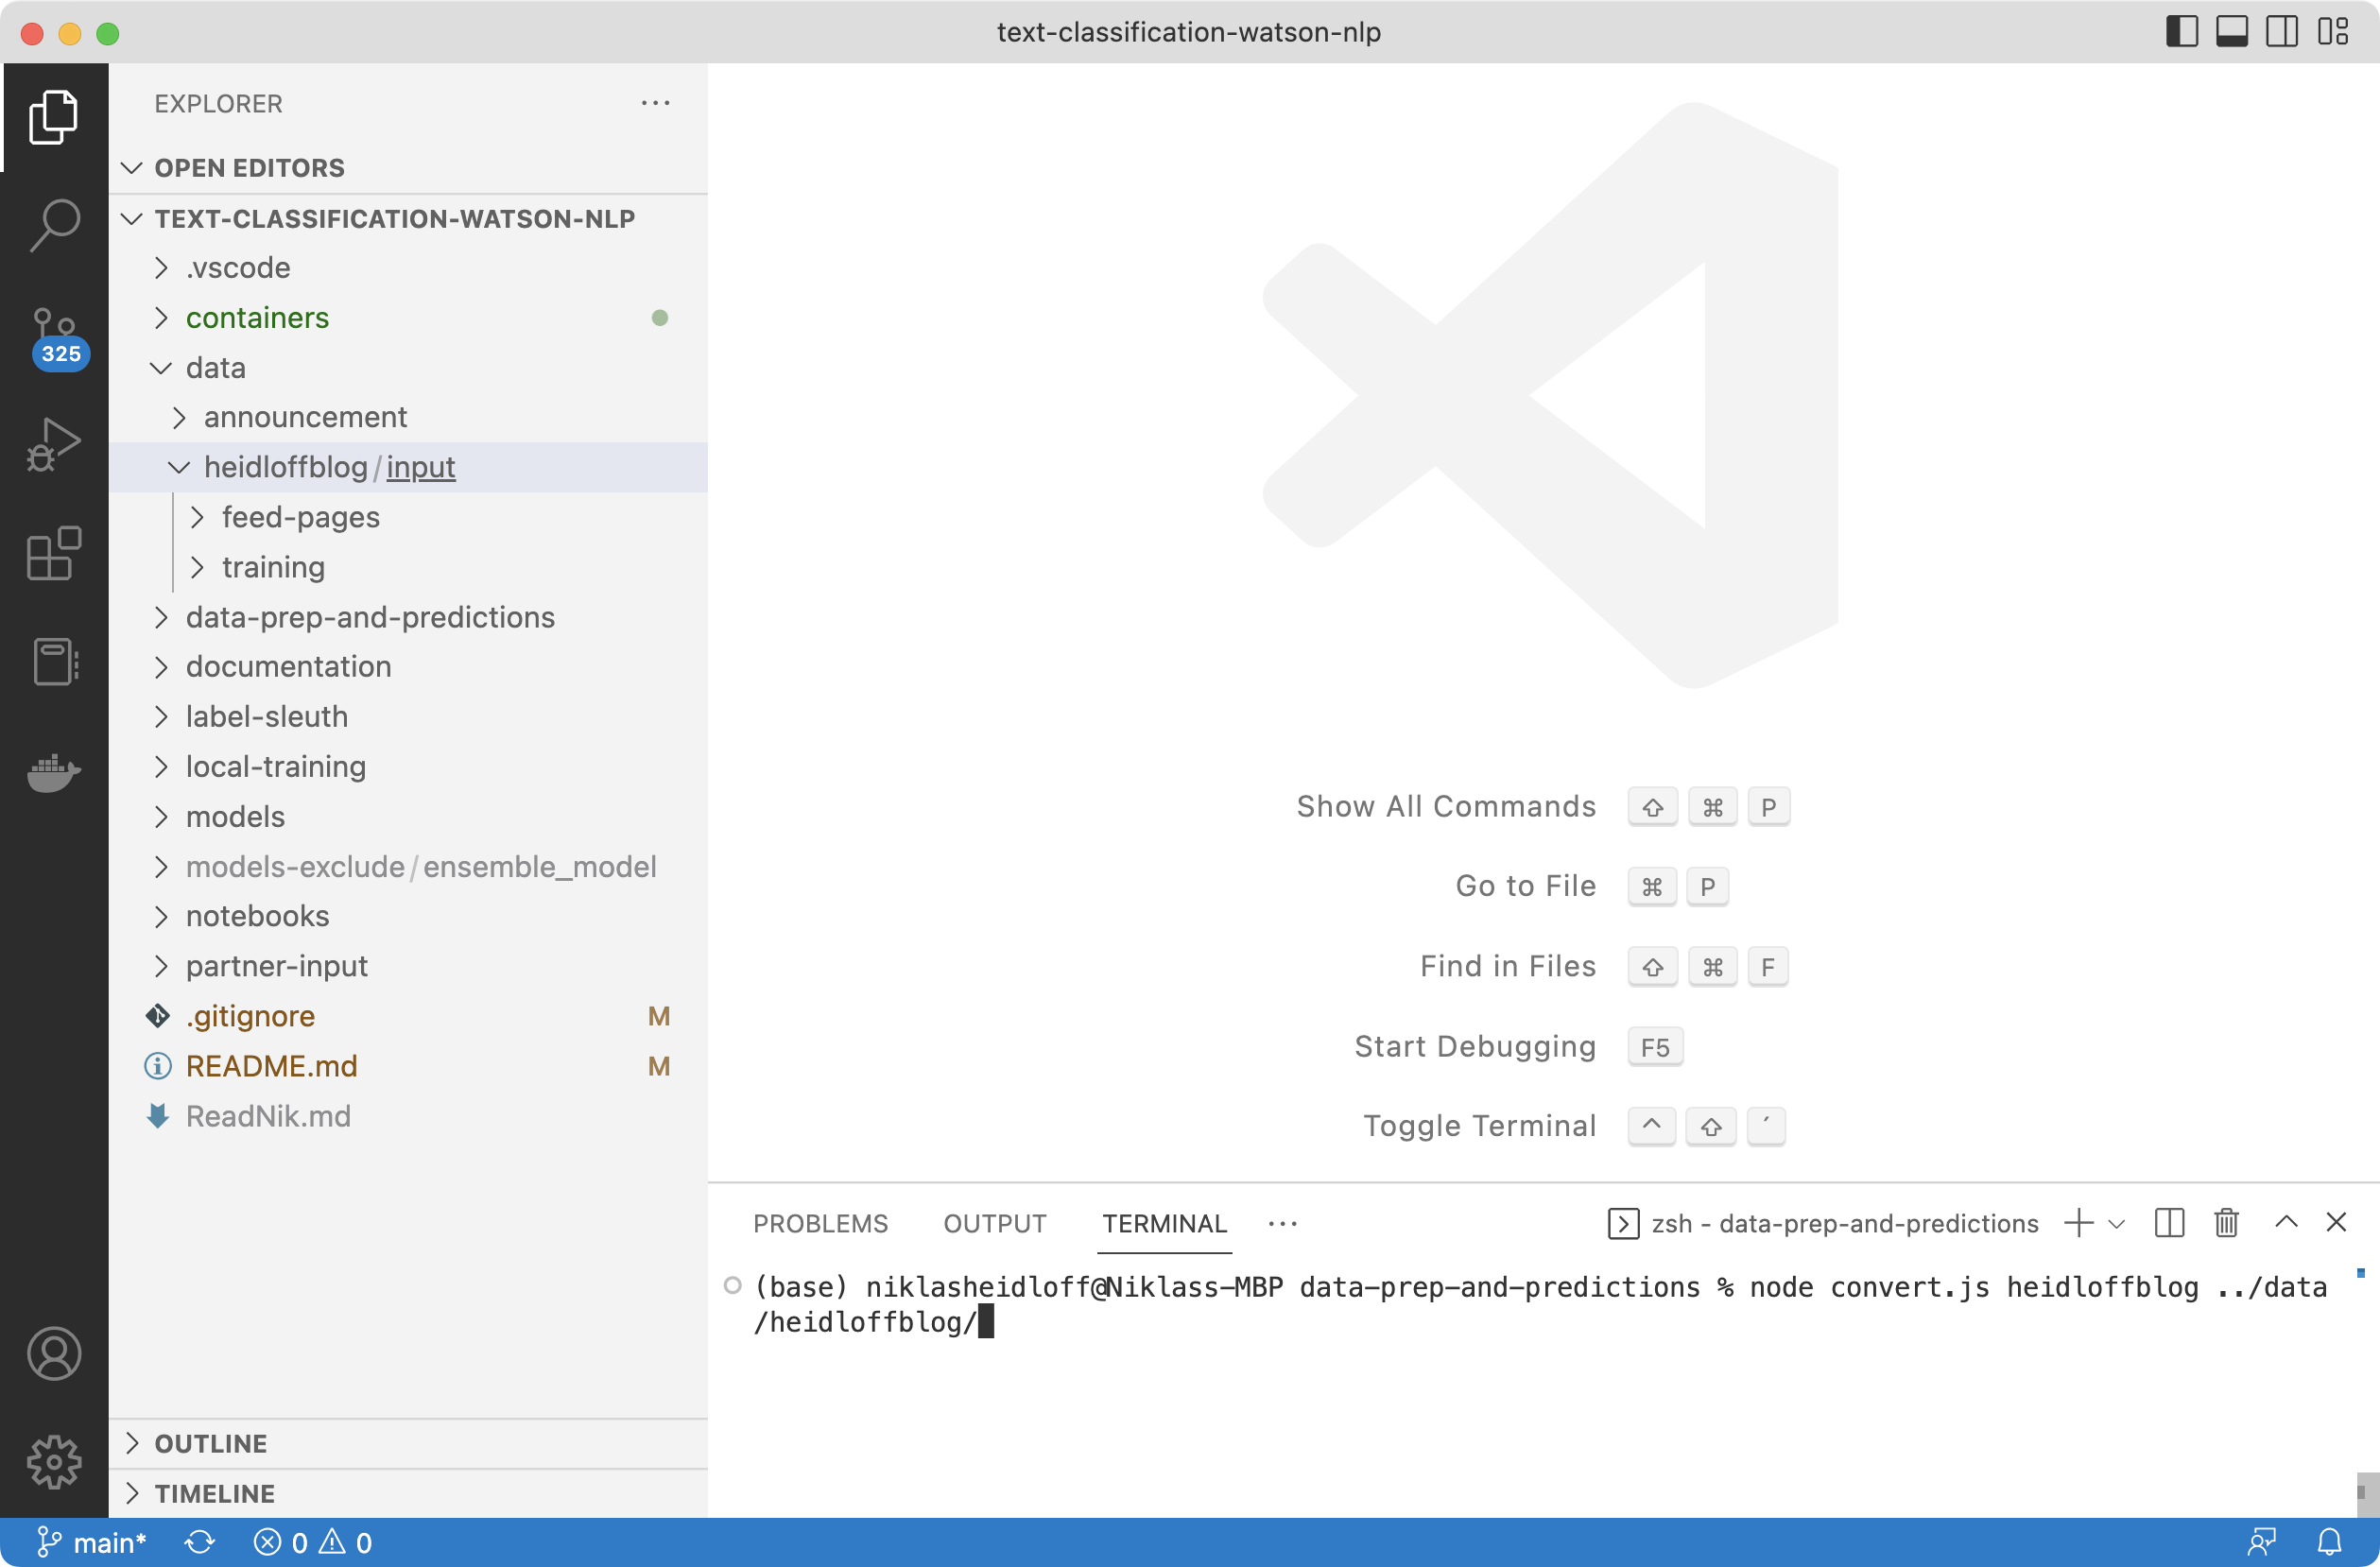 text-classification-watson-nlp
EXPLORER
OPEN EDITORS
TEXT-CLASSIFICATION-WATSON-NLP
.vscode
containers
325
data
announcement
heidloffblog/input
feed-pages
training
data-prep-and-predictions
documentation
label-sleuth
local-training
models
models-exclude/ensemble_model
notebooks
partner-input
.gitignore M
README.md M
ReadNik.md
OUTLINE
TIMELINE
Show All Commands ⇧ ⌘ P
Go to File ⌘ P
Find in Files ⇧ ⌘ F
Start Debugging F5
Toggle Terminal ^ ⇧ ´
PROBLEMS OUTPUT TERMINAL ··· zsh - data-prep-and-predictions
(base) niklasheidloff@Niklass-MBP data-prep-and-predictions % node convert.js heidloffblog ../data
/heidloffblog/
main* 0 0